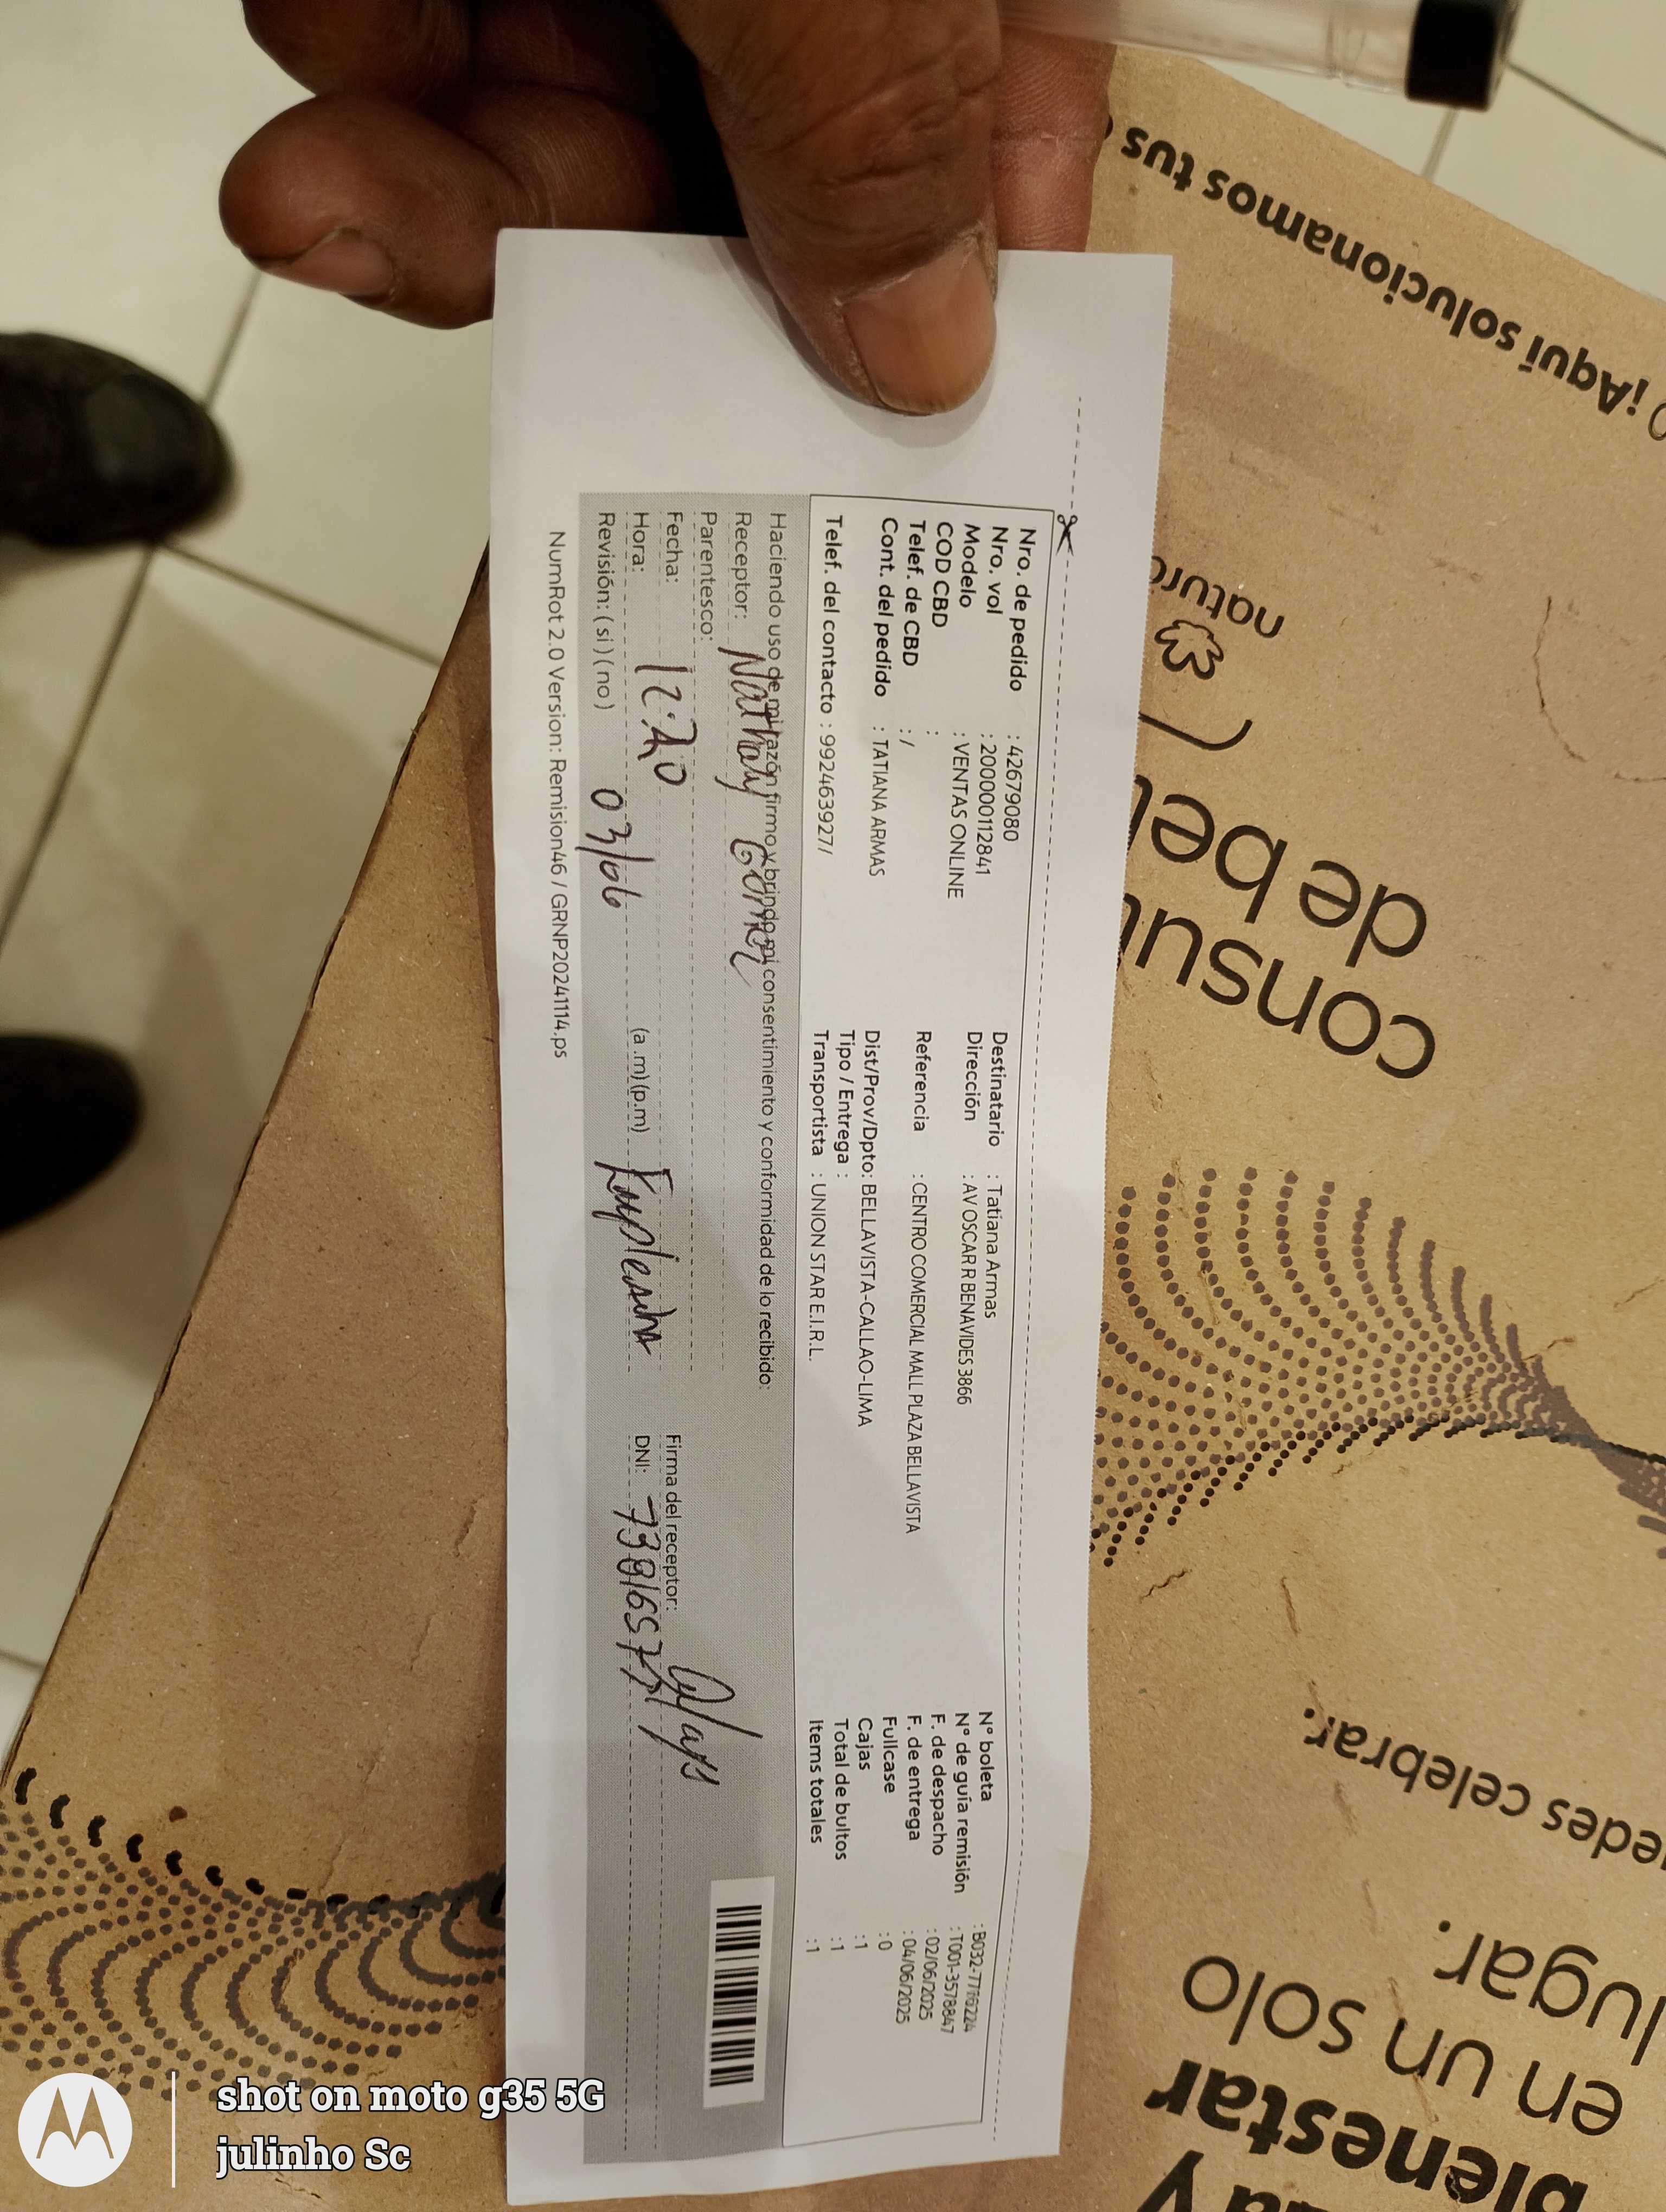 Nro. de pedido : 42679080
Nro. vol : 200000112841
Modelo : VENTAS ONLINE
COD CBD :
Telef. de CBD : /
Cont. del pedido : TATIANA ARMAS
Telef. del contacto : 992463927/
Destinatario : Tatiana Armas
Dirección : AV OSCAR R BENAVIDES 3866
Referencia : CENTRO COMERCIAL MALL PLAZA BELLAVISTA
Dist/Prov/Dpto: BELLAVISTA-CALLAO-LIMA
Tipo / Entrega :
Transportista : UNION STAR E.I.R.L.
N° boleta : B032-7716224
N° de guía remisión : T001-3578847
F. de despacho : 02/06/2025
F. de entrega : 04/06/2025
Fullcase : 0
Cajas : 1
Total de bultos : 1
Items totales : 1
Haciendo uso de mi razón firmo y brindo mi consentimiento y conformidad de lo recibido:
Receptor: Nathaly Gomez
Parentesco:
Fecha: 12:20
Hora: 03/06 (a .m) (p.m) Empleada
Revisión: ( si ) ( no )
Firma del receptor:
DNI: 73816577
NumRot 2.0 Version: Remision46 / GRNP20241114.ps
¡Aquí solucionamos tus
consu
de bel
natura
edes celebrar.
y
bienestar
en un solo
lugar.
shot on moto g35 5G
julinho Sc